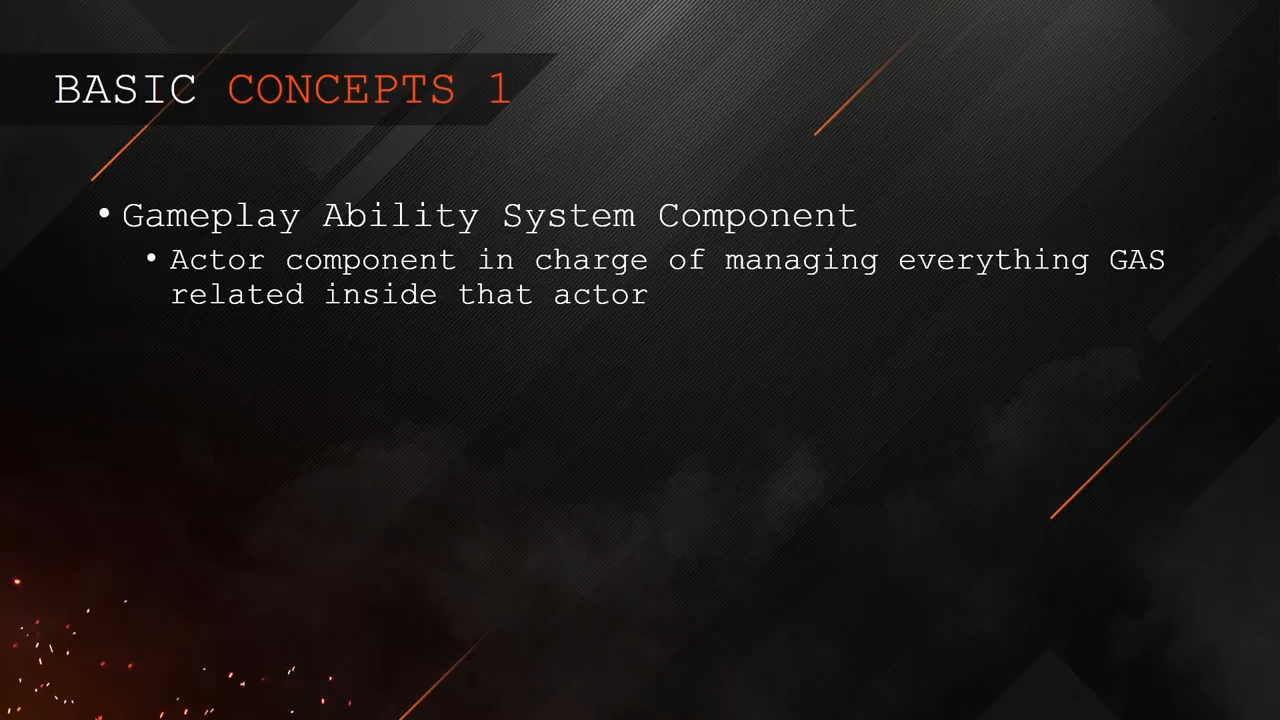 BASIC CONCEPTS 1
• Gameplay Ability System Component
• Actor component in charge of managing everything GAS
related inside that actor